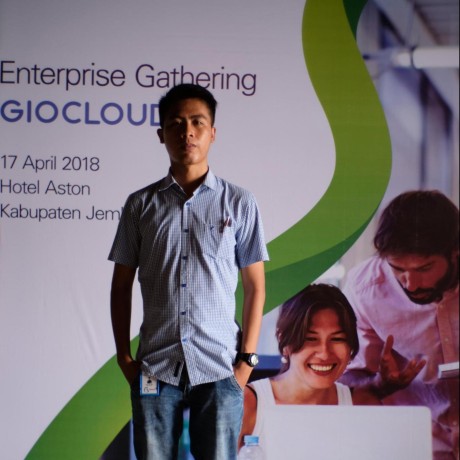 Enterprise Gathering
GIOCLOUD
17 April 2018
Hotel Aston
Kabupaten Jem